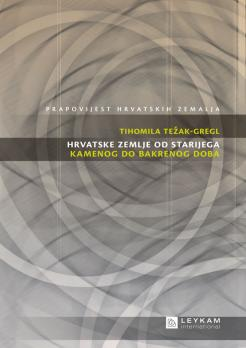 PRAPOVIJEST HRVATSKIH ZEMALJA
TIHOMILA TEŽAK-GREGL
HRVATSKE ZEMLJE OD STARIJEGA
KAMENOG DO BAKRENOG DOBA
LEYKAM
international